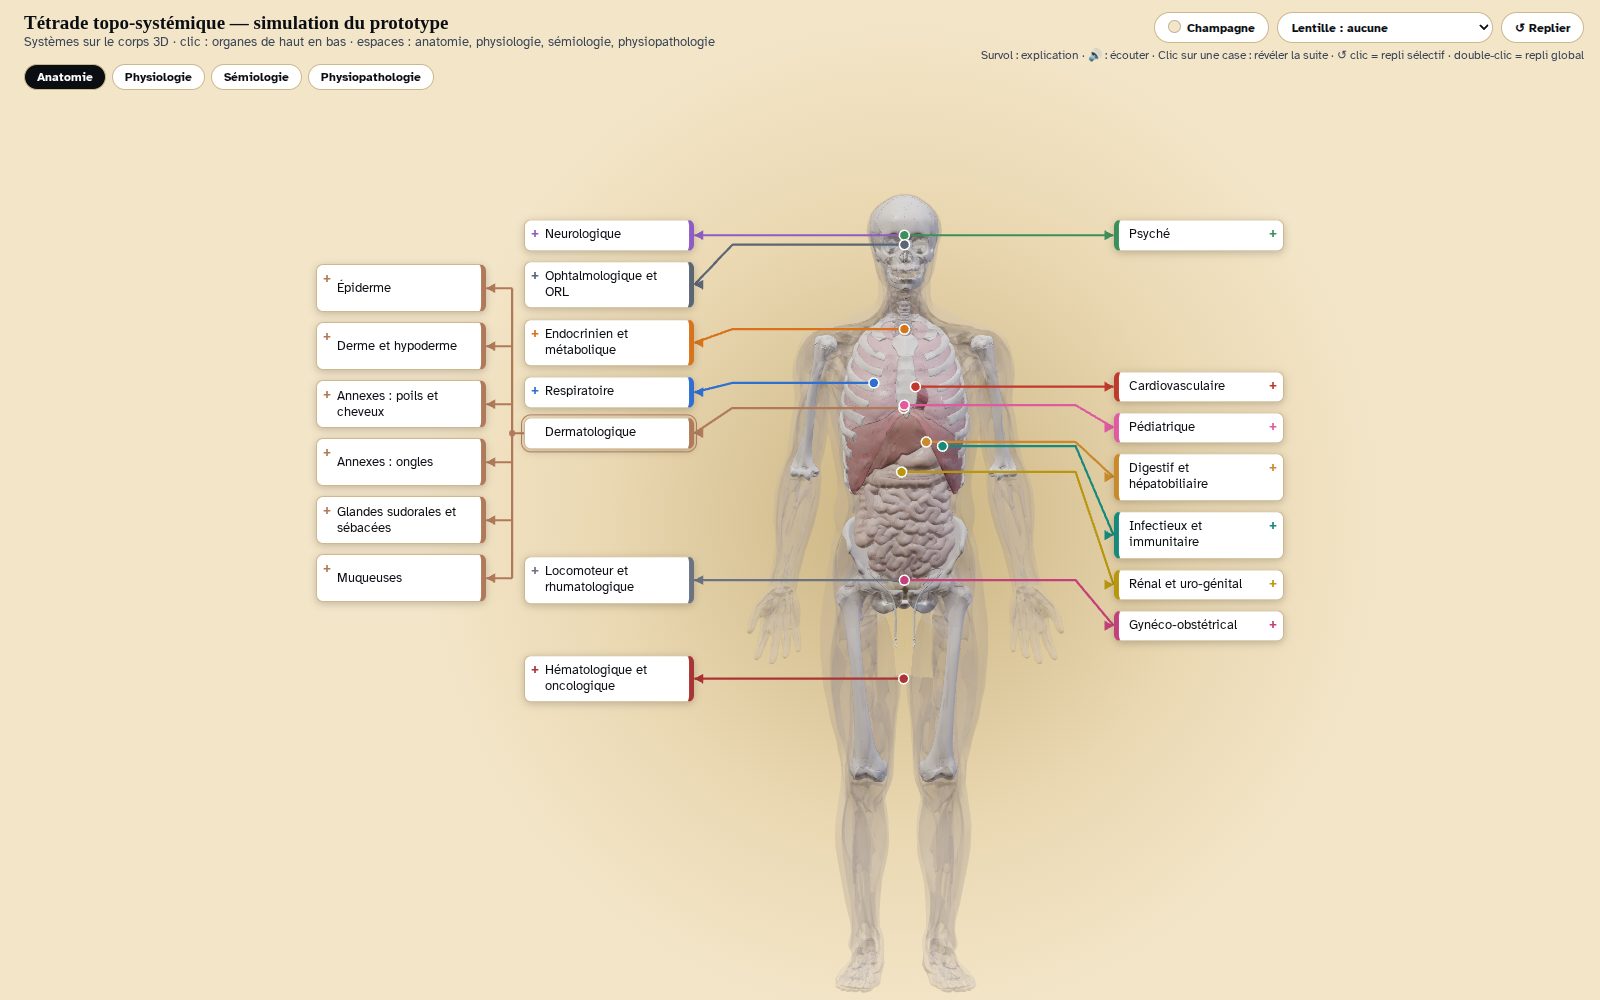 Tétrade topo-systémique — simulation du prototype
Systèmes sur le corps 3D · clic : organes de haut en bas · espaces : anatomie, physiologie, sémiologie, physiopathologie
Anatomie
Physiologie
Sémiologie
Physiopathologie
Champagne
Lentille : aucune
↺ Replier
Survol : explication · 🔊 : écouter · Clic sur une case : révéler la suite · ↺ clic = repli sélectif · double-clic = repli global
+ Épiderme
+ Derme et hypoderme
+ Annexes : poils et
cheveux
+ Annexes : ongles
+ Glandes sudorales et
sébacées
+ Muqueuses
+ Neurologique
+ Ophtalmologique et
ORL
+ Endocrinien et
métabolique
+ Respiratoire
Dermatologique
+ Locomoteur et
rhumatologique
+ Hématologique et
oncologique
Psyché +
Cardiovasculaire +
Pédiatrique +
Digestif et +
hépatobiliaire
Infectieux et +
immunitaire
Rénal et uro-génital +
Gynéco-obstétrical +